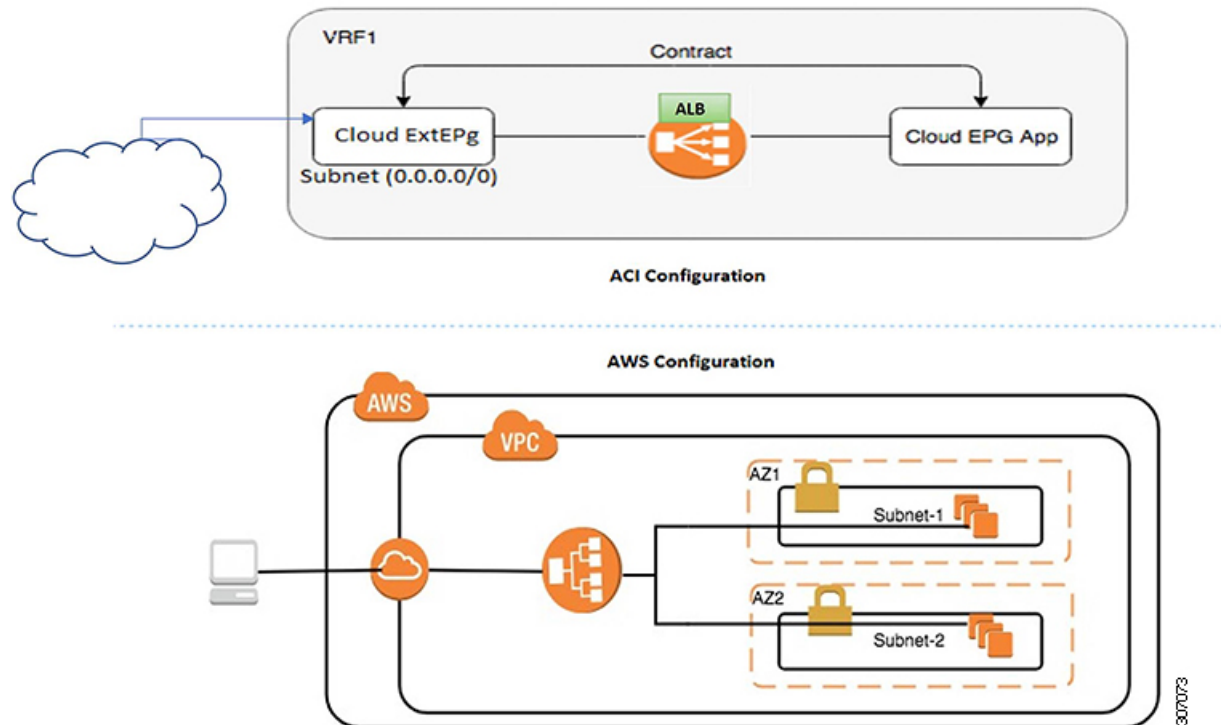 VRF1
Contract
ALB
Cloud ExtEPg
Cloud EPG App
Subnet (0.0.0.0/0)
ACI Configuration
AWS Configuration
AWS
VPC
AZ1
Subnet-1
AZ2
Subnet-2
307073